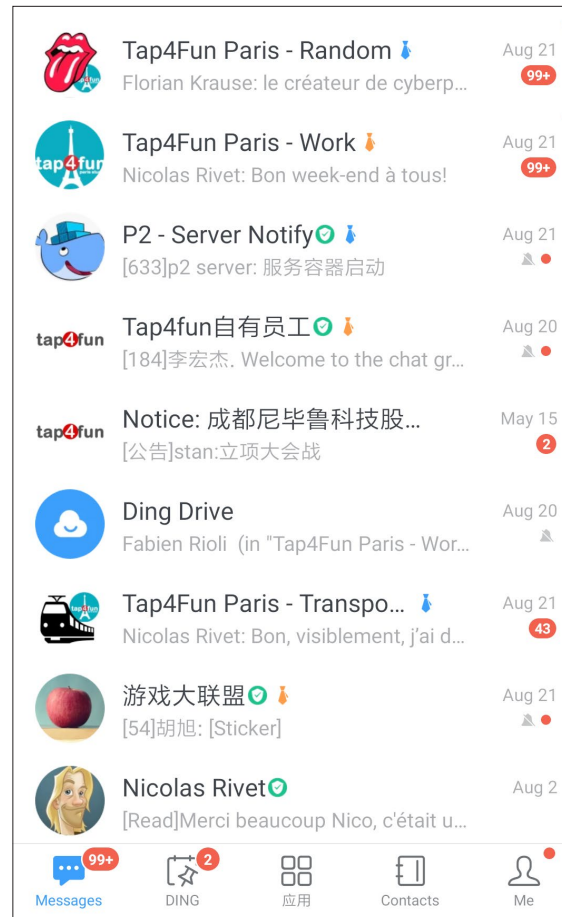 Tap4Fun Paris - Random
Aug 21
Florian Krause: le créateur de cyberp...
99+
tap4fun
Tap4Fun Paris - Work
Aug 21
Nicolas Rivet: Bon week-end à tous!
99+
P2 - Server Notify
Aug 21
[633]p2 server: 服务容器启动
tap4fun
Tap4fun自有员工
Aug 20
[184]李宏杰. Welcome to the chat gr...
tap4fun
Notice: 成都尼毕鲁科技股...
May 15
[公告]stan:立项大会战
2
Ding Drive
Aug 20
Fabien Rioli (in "Tap4Fun Paris - Wor...
tap4fun
Tap4Fun Paris - Transpo...
Aug 21
Nicolas Rivet: Bon, visiblement, j'ai d...
43
游戏大联盟
Aug 21
[54]胡旭: [Sticker]
Nicolas Rivet
Aug 2
[Read]Merci beaucoup Nico, c'était u...
99+
2
Messages
DING
应用
Contacts
Me